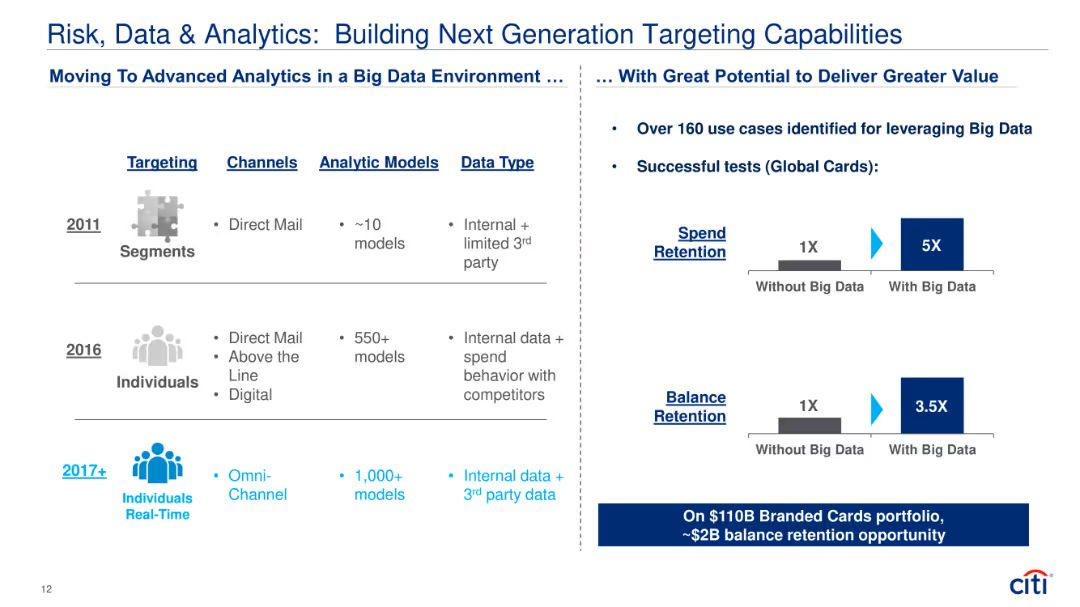 Risk, Data & Analytics: Building Next Generation Targeting Capabilities
Moving To Advanced Analytics in a Big Data Environment …
Targeting Channels Analytic Models Data Type
2011
Segments
• Direct Mail
• ~10
models
• Internal +
limited 3rd
party
2016
Individuals
• Direct Mail
• Above the
Line
• Digital
• 550+
models
• Internal data +
spend
behavior with
competitors
2017+
Individuals
Real-Time
• Omni-
Channel
• 1,000+
models
• Internal data +
3rd party data
… With Great Potential to Deliver Greater Value
• Over 160 use cases identified for leveraging Big Data
• Successful tests (Global Cards):
Spend
Retention
1X
5X
Without Big Data
With Big Data
Balance
Retention
1X
3.5X
Without Big Data
With Big Data
On $110B Branded Cards portfolio,
~$2B balance retention opportunity
12
citi®